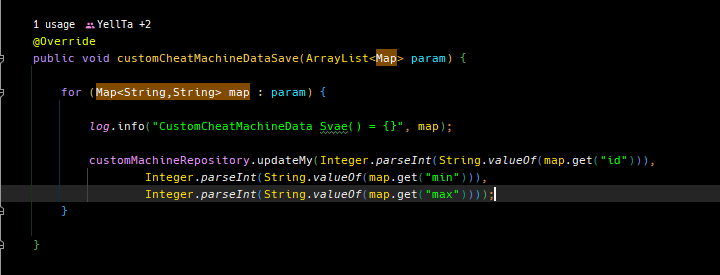 1 usage YellTa +2
@Override
public void customCheatMachineDataSave(ArrayList<Map> param) {
for (Map<String,String> map : param) {
log.info("CustomCheatMachineData Svae() = {}", map);
customMachineRepository.updateMy(Integer.parseInt(String.valueOf(map.get("id"))),
Integer.parseInt(String.valueOf(map.get("min"))),
Integer.parseInt(String.valueOf(map.get("max"))));
}
}